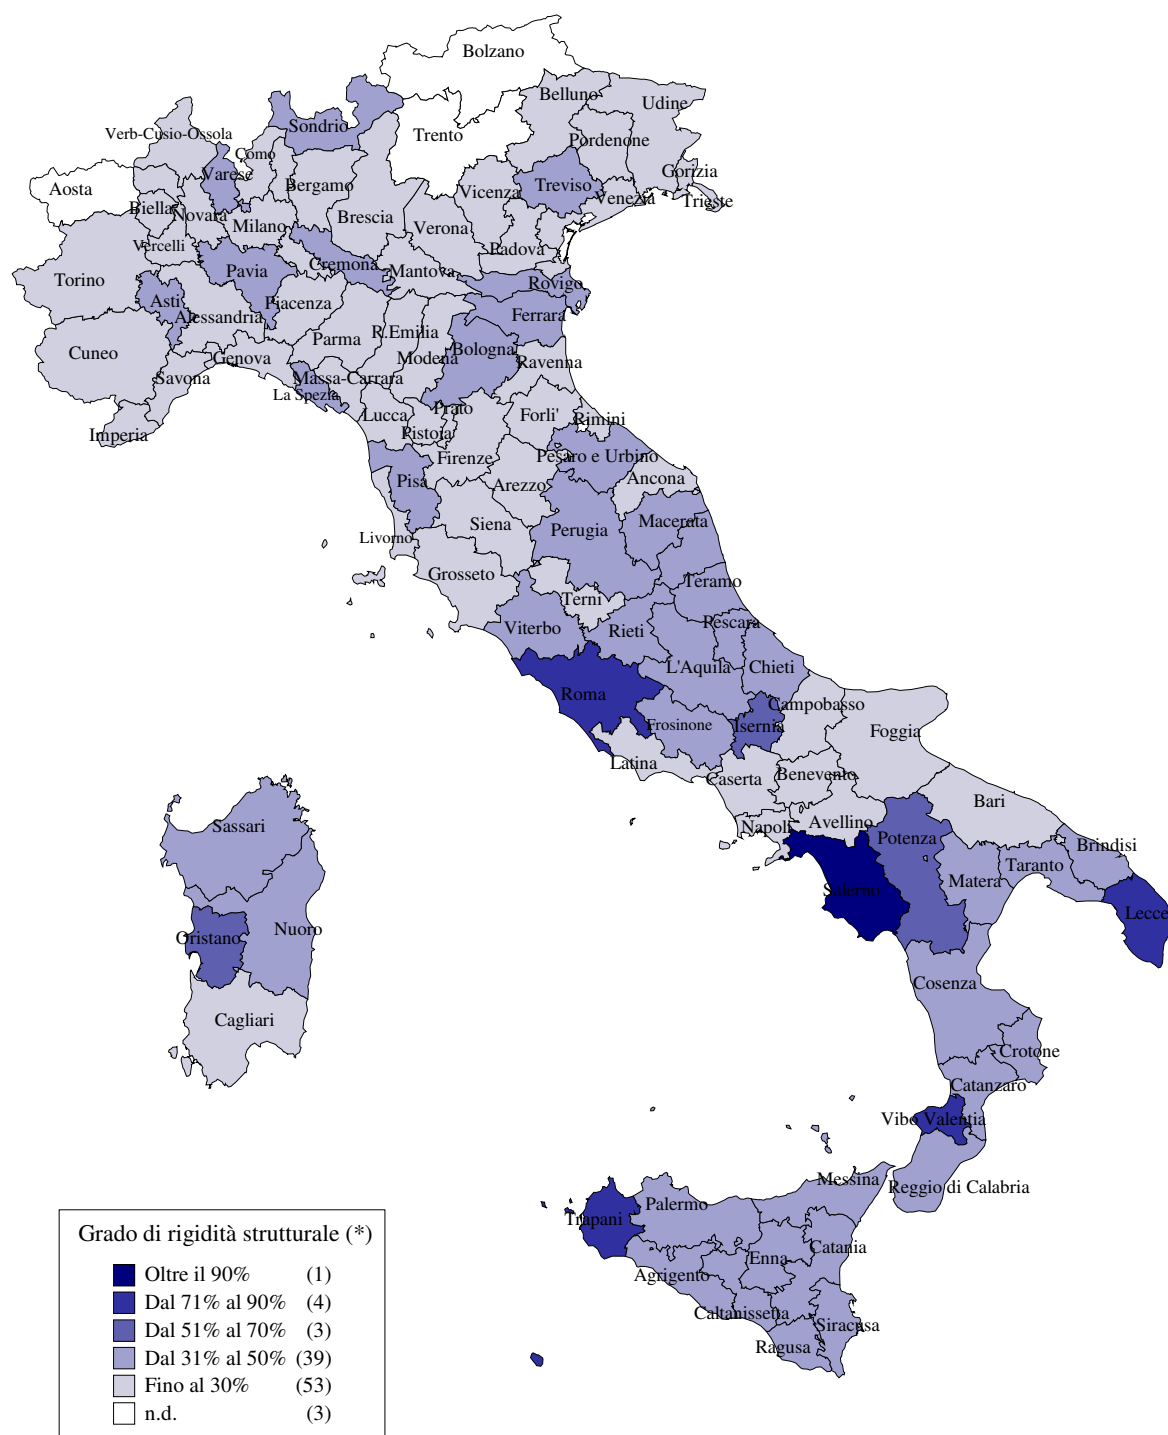 Bolzano
Belluno
Udine
Sondrio
Verb-Cusio-Ossola
Trento
Pordenone
Como
Gorizia
Varese
Aosta
Bergamo
Treviso
Vicenza
Venezia
Trieste
Biella
Novara
Brescia
Milano
Verona
Vercelli
Padova
Cremona
Pavia
Mantova
Torino
Rovigo
Asti
Piacenza
Alessandria
Ferrara
R.Emilia
Parma
Bologna
Cuneo
Genova
Modena
Ravenna
Savona
Massa-Carrara
La Spezia
Prato
Lucca
Forli'
Rimini
Imperia
Pistoia
Firenze
Pesaro e Urbino
Pisa
Arezzo
Ancona
Siena
Perugia
Macerata
Livorno
Grosseto
Teramo
Terni
Viterbo
Rieti
Pescara
L'Aquila
Chieti
Roma
Campobasso
Frosinone
Isernia
Foggia
Latina
Caserta
Benevento
Bari
Napoli
Avellino
Sassari
Potenza
Brindisi
Taranto
Matera
Salerno
Lecce
Oristano
Nuoro
Cosenza
Cagliari
Crotone
Catanzaro
Vibo Valentia
Messina
Reggio di Calabria
Palermo
Trapani
Catania
Enna
Agrigento
Caltanissetta
Siracusa
Ragusa
Grado di rigidità strutturale (*)
Oltre il 90% (1)
Dal 71% al 90% (4)
Dal 51% al 70% (3)
Dal 31% al 50% (39)
Fino al 30% (53)
n.d. (3)